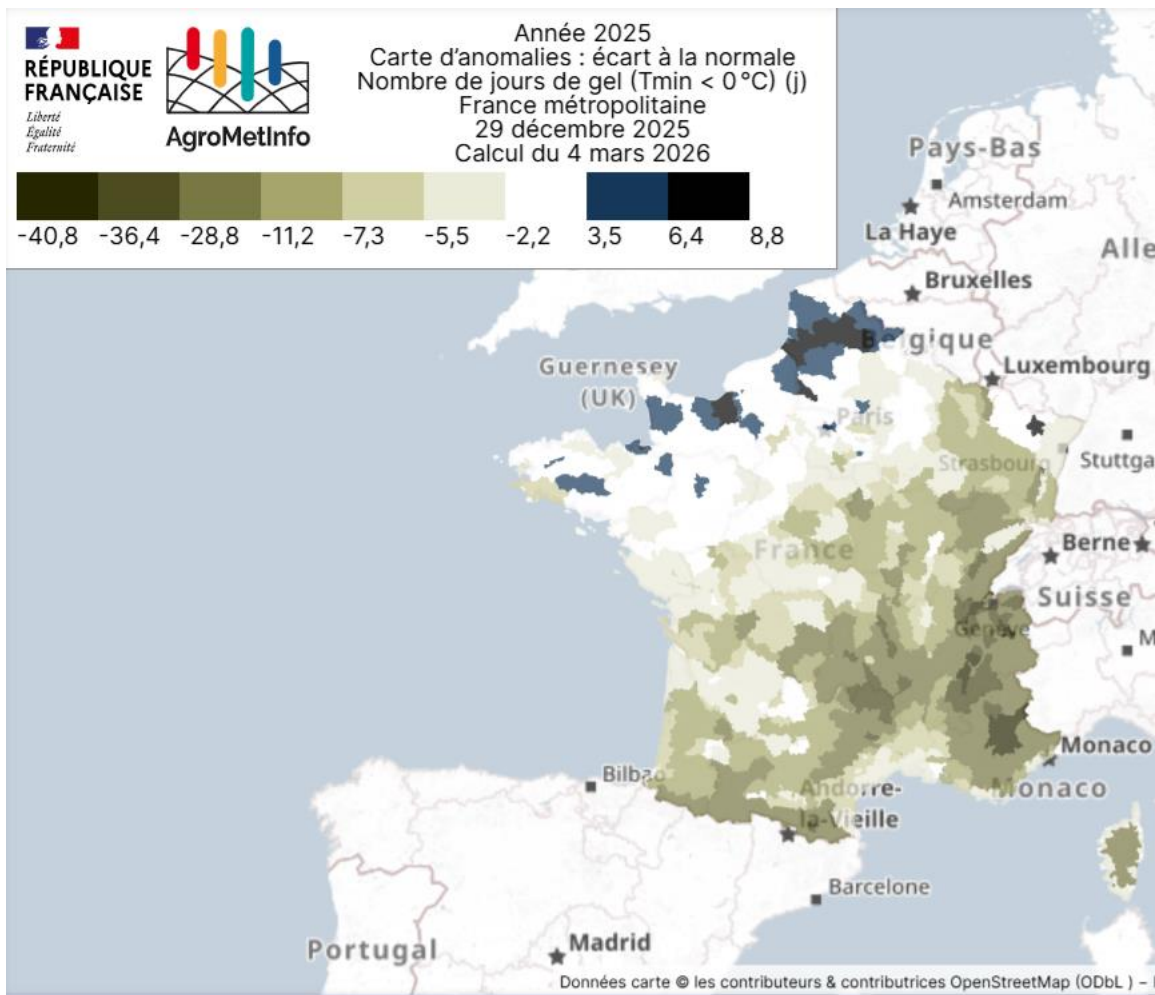 RÉPUBLIQUE
FRANÇAISE
Liberté
Égalité
Fraternité
AgroMetInfo
Année 2025
Carte d'anomalies : écart à la normale
Nombre de jours de gel (Tmin < 0 °C) (j)
France métropolitaine
29 décembre 2025
Calcul du 4 mars 2026
-40,8 -36,4 -28,8 -11,2 -7,3 -5,5 -2,2 3,5 6,4 8,8
Pays-Bas
Amsterdam
La Haye
Alle
Bruxelles
Belgique
Guernesey
(UK)
Luxembourg
Paris
Strasbourg
Stuttga
France
Berne
Suisse
Genève
M
Monaco
Monaco
Bilbao
Andorre-
la-Vieille
Barcelone
Portugal
Madrid
Données carte © les contributeurs & contributrices OpenStreetMap (ODbL ) –